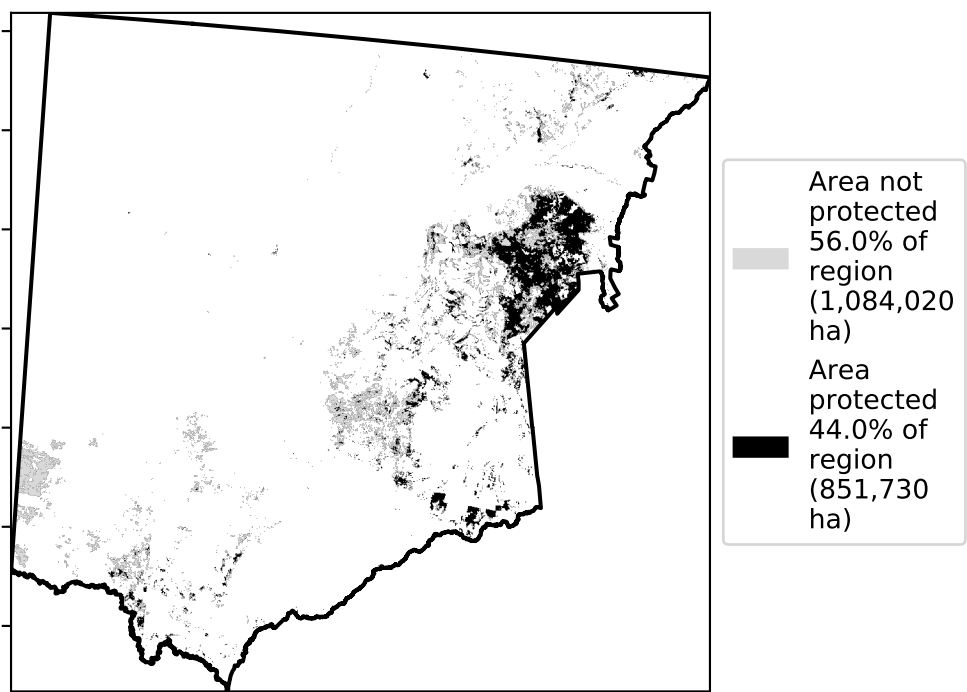 Area not
protected
56.0% of
region
(1,084,020
ha)
Area
protected
44.0% of
region
(851,730
ha)